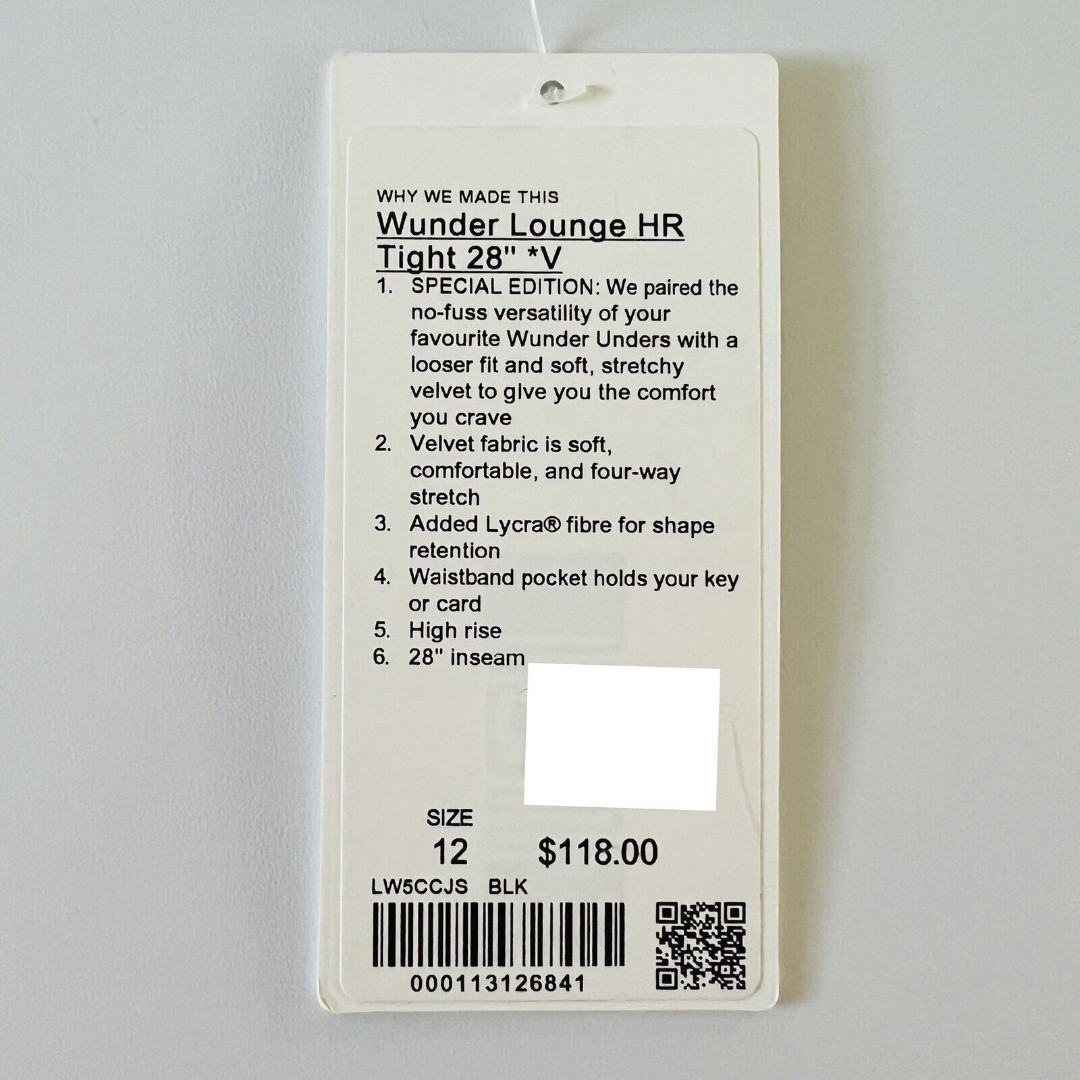 WHY WE MADE THIS
Wunder Lounge HR
Tight 28" *V
1. SPECIAL EDITION: We paired the
no-fuss versatility of your
favourite Wunder Unders with a
looser fit and soft, stretchy
velvet to give you the comfort
you crave
2. Velvet fabric is soft,
comfortable, and four-way
stretch
3. Added Lycra® fibre for shape
retention
4. Waistband pocket holds your key
or card
5. High rise
6. 28" inseam
SIZE
12 $118.00
LW5CCJS BLK
000113126841